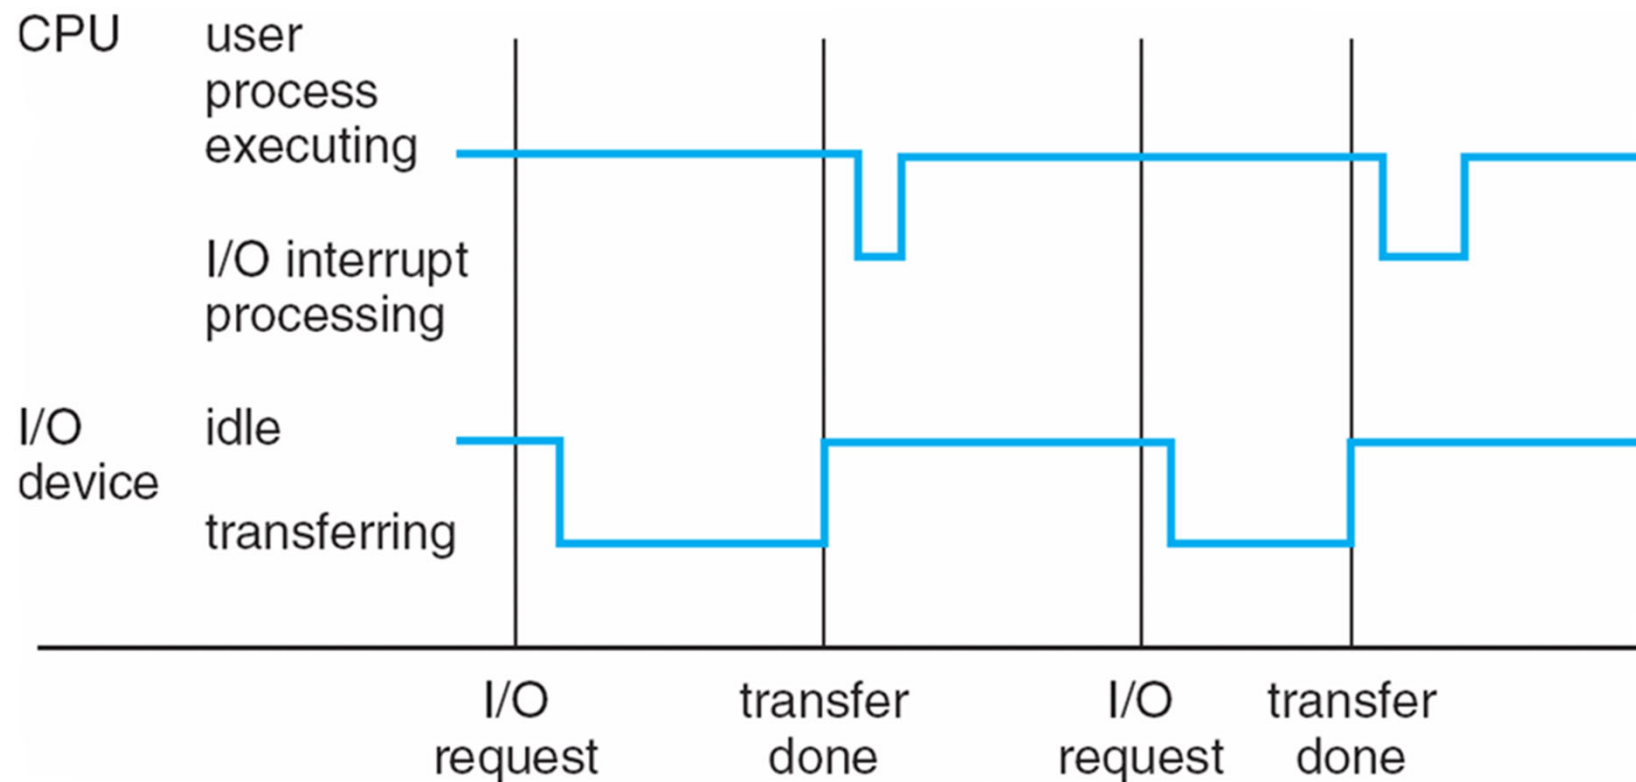 CPU user
process
executing
I/O interrupt
processing
I/O idle
device
transferring
I/O transfer I/O transfer
request done request done